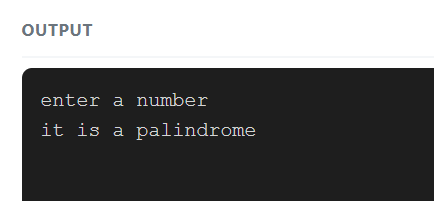 OUTPUT
enter a number
it is a palindrome